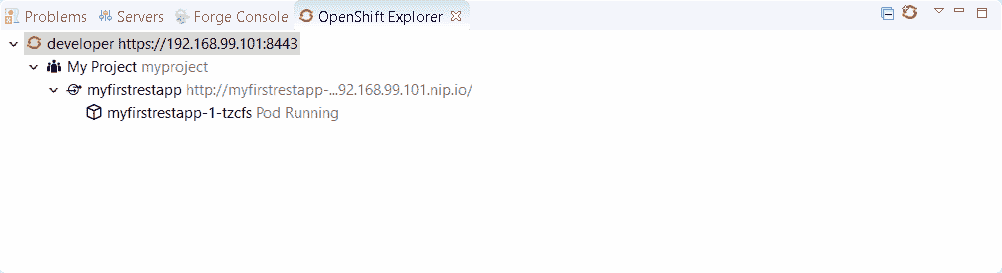 Problems Servers Forge Console OpenShift Explorer
developer https://192.168.99.101:8443
My Project myproject
myfirstrestapp http://myfirstrestapp-...92.168.99.101.nip.io/
myfirstrestapp-1-tzcfs Pod Running